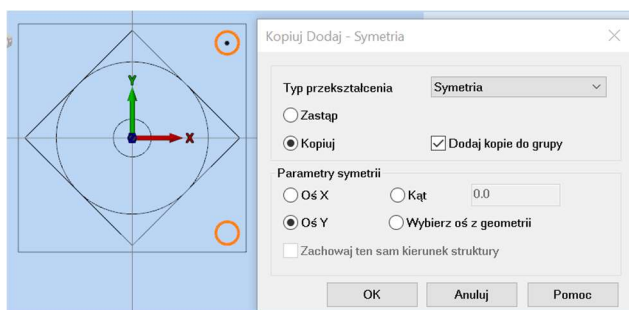 Kopiuj Dodaj - Symetria
Typ przekształcenia Symetria
Zastąp
Kopiuj Dodaj kopie do grupy
Parametry symetrii
Oś X Kąt 0.0
Oś Y Wybierz oś z geometrii
Zachowaj ten sam kierunek struktury
OK Anuluj Pomoc
Y
X